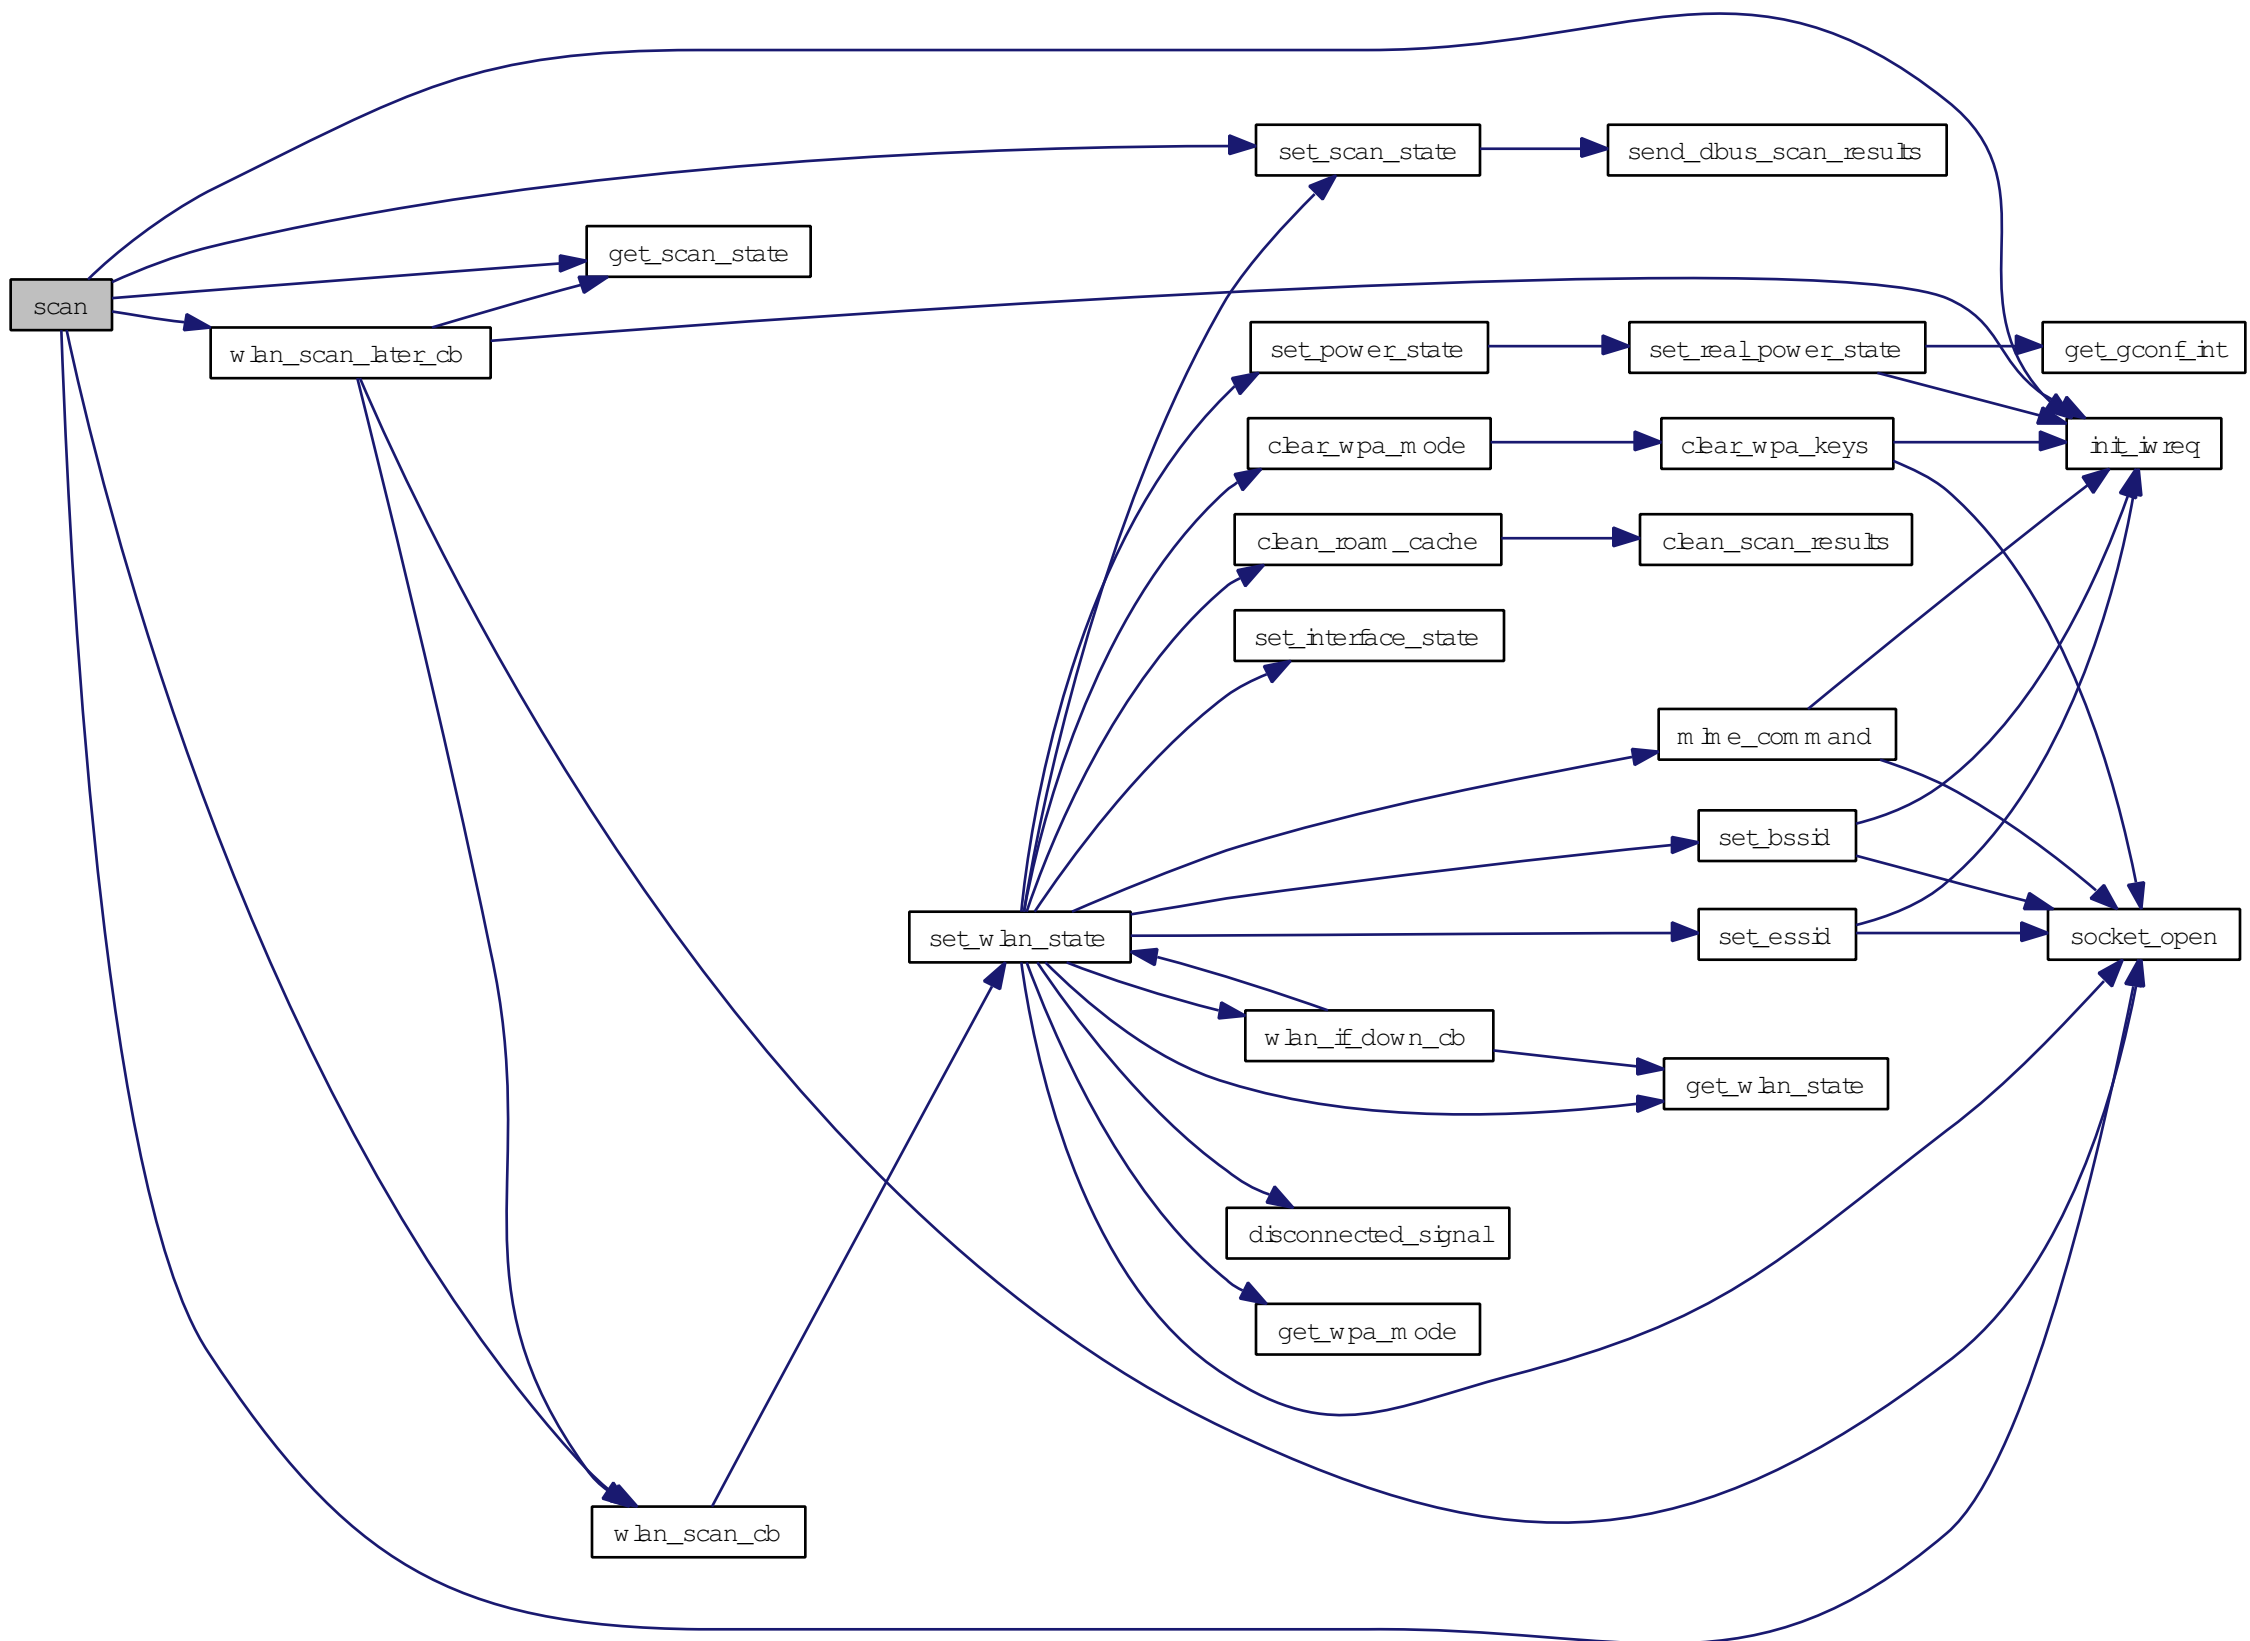 set_scan_state
send_dbus_scan_results
get_scan_state
scan
wlan_scan_later_cb
set_power_state
set_real_power_state
get_gconf_int
clear_wpa_mode
clear_wpa_keys
init_iwreq
clean_roam_cache
clean_scan_results
set_interface_state
mlme_command
set_bssid
set_wlan_state
set_essid
socket_open
wlan_if_down_cb
get_wlan_state
disconnected_signal
get_wpa_mode
wlan_scan_cb